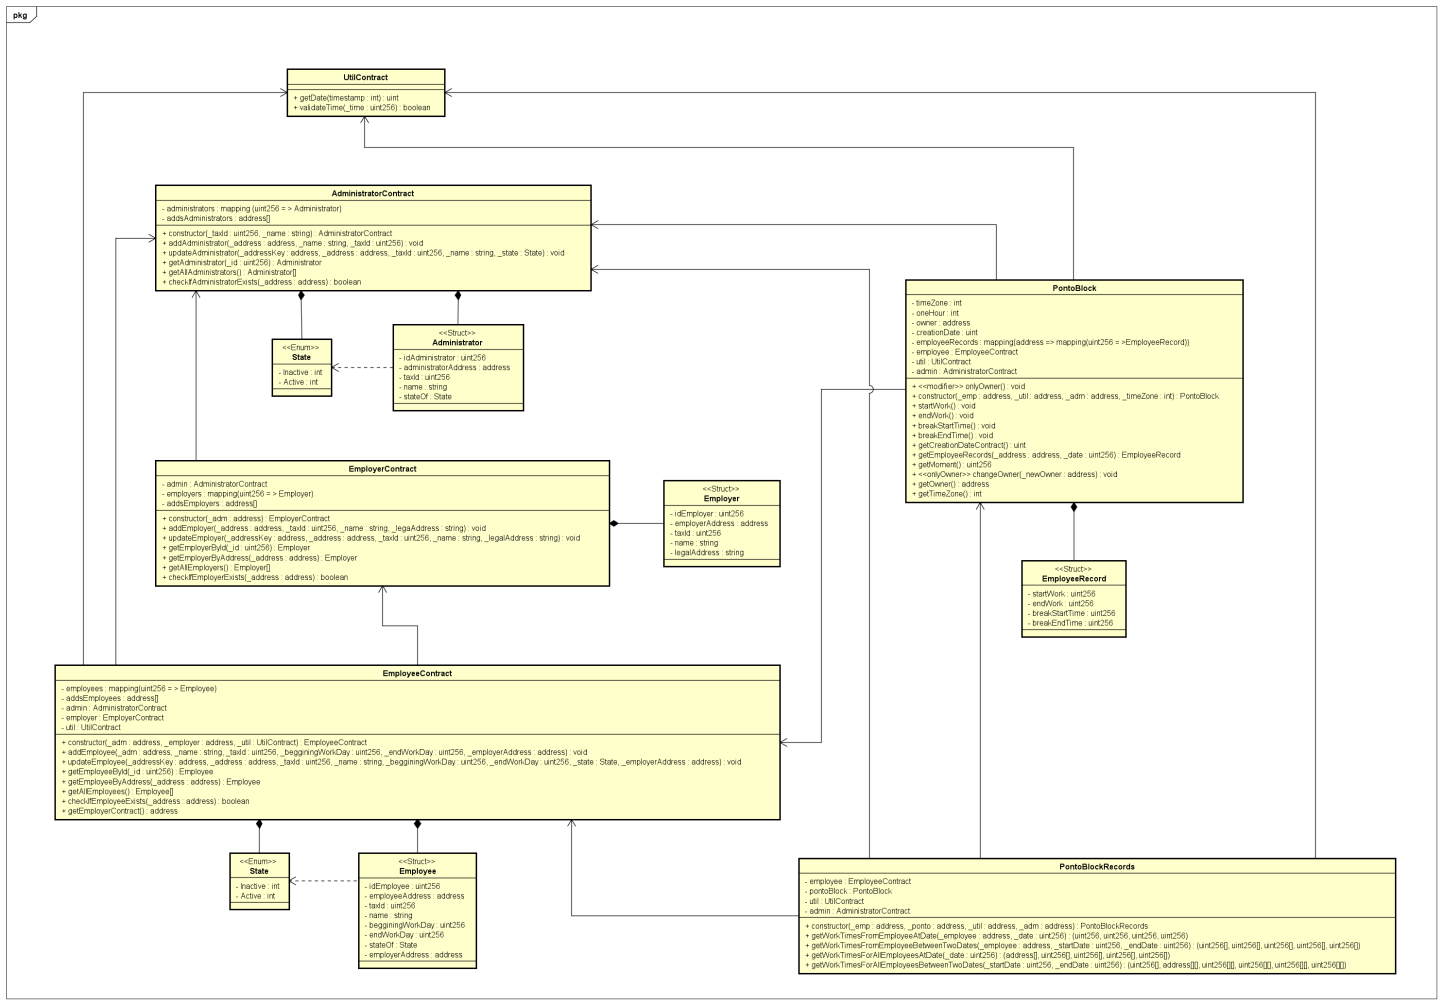 pkg
UtilContract
+ getDate(timestamp : int) : uint
+ validateTime(_time : uint256) : boolean
AdministratorContract
- administrators : mapping (uint256 = > Administrator)
- addsAdministrators : address[]
+ constructor(_taxId : uint256, _name : string) : AdministratorContract
+ addAdministrator(_address : address, _name : string, _taxId : uint256) : void
+ updateAdministrator(_addressKey : address, _address : address, _taxId : uint256, _name : string, _state : State) : void
+ getAdministrator(_id : uint256) : Administrator
+ getAllAdministrators() : Administrator[]
+ checkIfAdministratorExists(_address : address) : boolean
<<Enum>>
State
- Inactive : int
- Active : int
<<Struct>>
Administrator
- idAdministrator : uint256
- administratorAddress : address
- taxId : uint256
- name : string
- stateOf : State
PontoBlock
- timeZone : int
- oneHour : int
- owner : address
- creationDate : uint
- employeeRecords : mapping(address => mapping(uint256 = >EmployeeRecord))
- employee : EmployeeContract
- util : UtilContract
- admin : AdministratorContract
+ <<modifier>> onlyOwner() : void
+ constructor(_emp : address, _util : address, _adm : address, _timeZone : int) : PontoBlock
+ startWork() : void
+ endWork() : void
+ breakStartTime() : void
+ breakEndTime() : void
+ getCreationDateContract() : uint
+ getEmployeeRecords(_address : address, _date : uint256) : EmployeeRecord
+ getMoment() : uint256
+ <<onlyOwner>> changeOwner(_newOwner : address) : void
+ getOwner() : address
+ getTimeZone() : int
EmployerContract
- admin : AdministratorContract
- employers : mapping(uint256 = > Employer)
- addsEmployers : address[]
+ constructor(_adm : address) : EmployerContract
+ addEmployer(_address : address, _taxId : uint256, _name : string, _legaAddress : string) : void
+ updateEmployer(_addressKey : address, _address : address, _taxId : uint256, _name : string, _legalAddress : string) : void
+ getEmployerById(_id : uint256) : Employer
+ getEmployerByAddress(_address : address) : Employer
+ getAllEmployers() : Employer[]
+ checkIfEmployerExists(_address : address) : boolean
<<Struct>>
Employer
- idEmployer : uint256
- employerAddress : address
- taxId : uint256
- name : string
- legalAddress : string
<<Struct>>
EmployeeRecord
- startWork : uint256
- endWork : uint256
- breakStartTime : uint256
- breakEndTime : uint256
EmployeeContract
- employees : mapping(uint256 = > Employee)
- addsEmployees : address[]
- admin : AdministratorContract
- employer : EmployerContract
- util : UtilContract
+ constructor(_adm : address, _employer : address, _util : UtilContract) : EmployeeContract
+ addEmployee(_adm : address, _name : string, _taxId : uint256, _begginingWorkDay : uint256, _endWorkDay : uint256, _employerAddress : address) : void
+ updateEmployee(_addressKey : address, _address : address, _taxId : uint256, _name : string, _begginingWorkDay : uint256, _endWorkDay : uint256, _state : State, _employerAddress : address) : void
+ getEmployeeById(_id : uint256) : Employee
+ getEmployeeByAddress(_address : address) : Employee
+ getAllEmployees() : Employee[]
+ checkIfEmployeeExists(_address : address) : boolean
+ getEmployerContract() : address
<<Enum>>
State
- Inactive : int
- Active : int
<<Struct>>
Employee
- idEmployee : uint256
- employeeAddress : address
- taxId : uint256
- name : string
- begginingWorkDay : uint256
- endWorkDay : uint256
- stateOf : State
- employerAddress : address
PontoBlockRecords
- employee : EmployeeContract
- pontoBlock : PontoBlock
- util : UtilContract
- admin : AdministratorContract
+ constructor(_emp : address, _ponto : address, _util : address, _adm : address) : PontoBlockRecords
+ getWorkTimesFromEmployeeAtDate(_employee : address, _date : uint256) : (uint256, uint256, uint256, uint256)
+ getWorkTimesFromEmployeeBetweenTwoDates(_employee : address, _startDate : uint256, _endDate : uint256) : (uint256[], uint256[], uint256[], uint256[], uint256[])
+ getWorkTimesForAllEmployeesAtDate(_date : uint256) : (address[], uint256[], uint256[], uint256[], uint256[])
+ getWorkTimesForAllEmployeesBetweenTwoDates(_startDate : uint256, _endDate : uint256) : (uint256[], address[][], uint256[][], uint256[][], uint256[][], uint256[][])